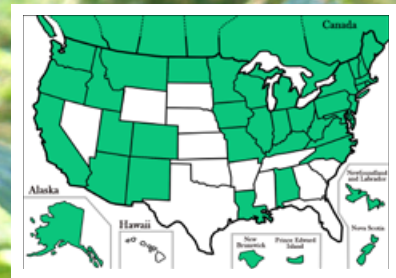 Canada
Newfoundland
and Labrador
Alaska
Hawaii
Nova Scotia
New
Brunswick
Prince Edward
Island